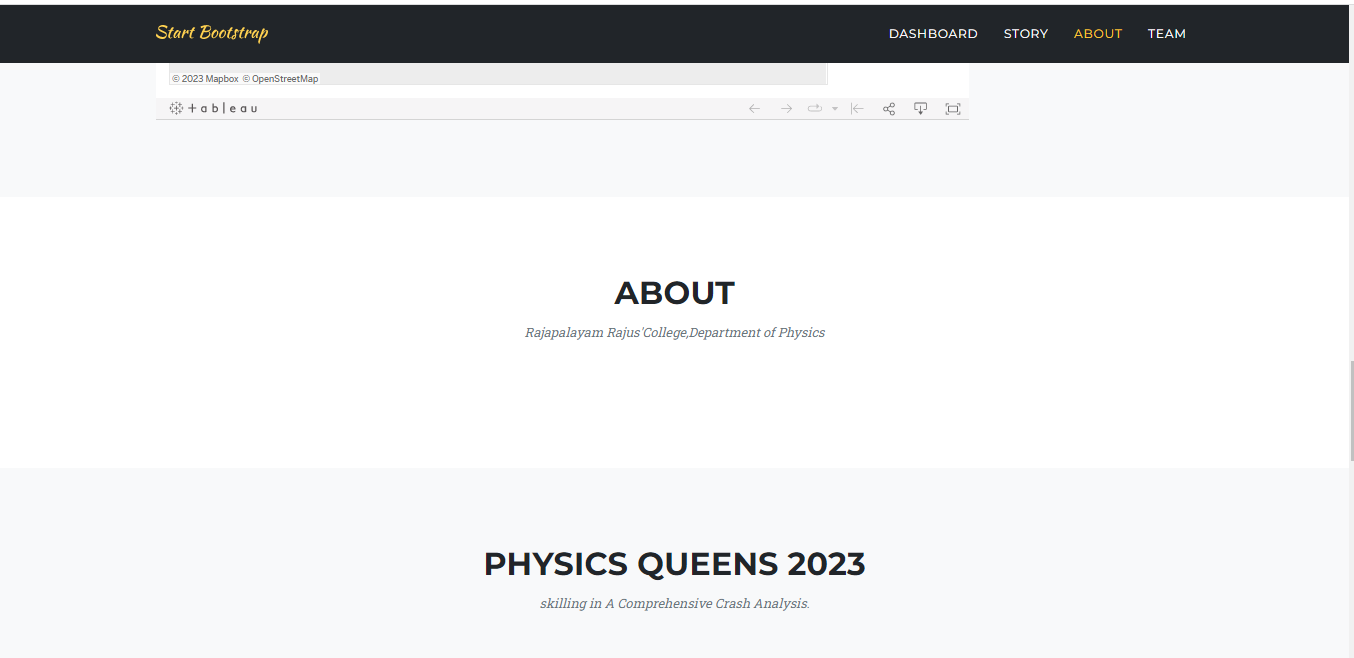 Start Bootstrap
DASHBOARD STORY ABOUT TEAM
© 2023 Mapbox © OpenStreetMap
+ableau
ABOUT
Rajapalayam Rajus'College,Department of Physics
PHYSICS QUEENS 2023
skilling in A Comprehensive Crash Analysis.